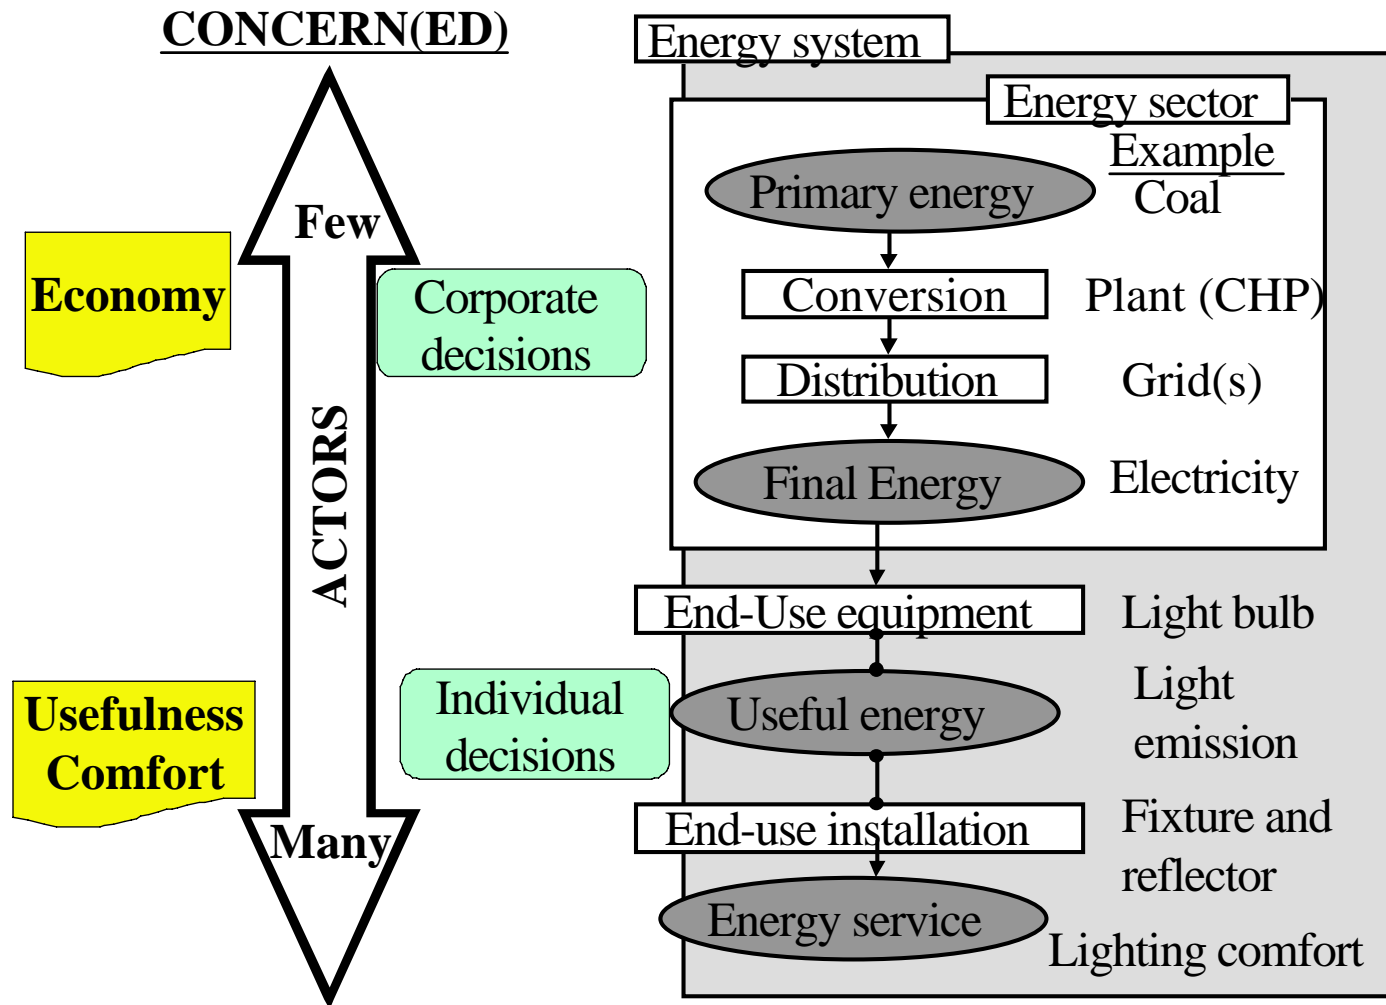 CONCERN(ED)
Energy system
Energy sector
Example
Primary energy
Coal
Few
Economy
Corporate
decisions
Conversion
Plant (CHP)
Distribution
Grid(s)
ACTORS
Final Energy
Electricity
End-Use equipment
Light bulb
Usefulness
Comfort
Individual
decisions
Useful energy
Light
emission
Many
End-use installation
Fixture and
reflector
Energy service
Lighting comfort